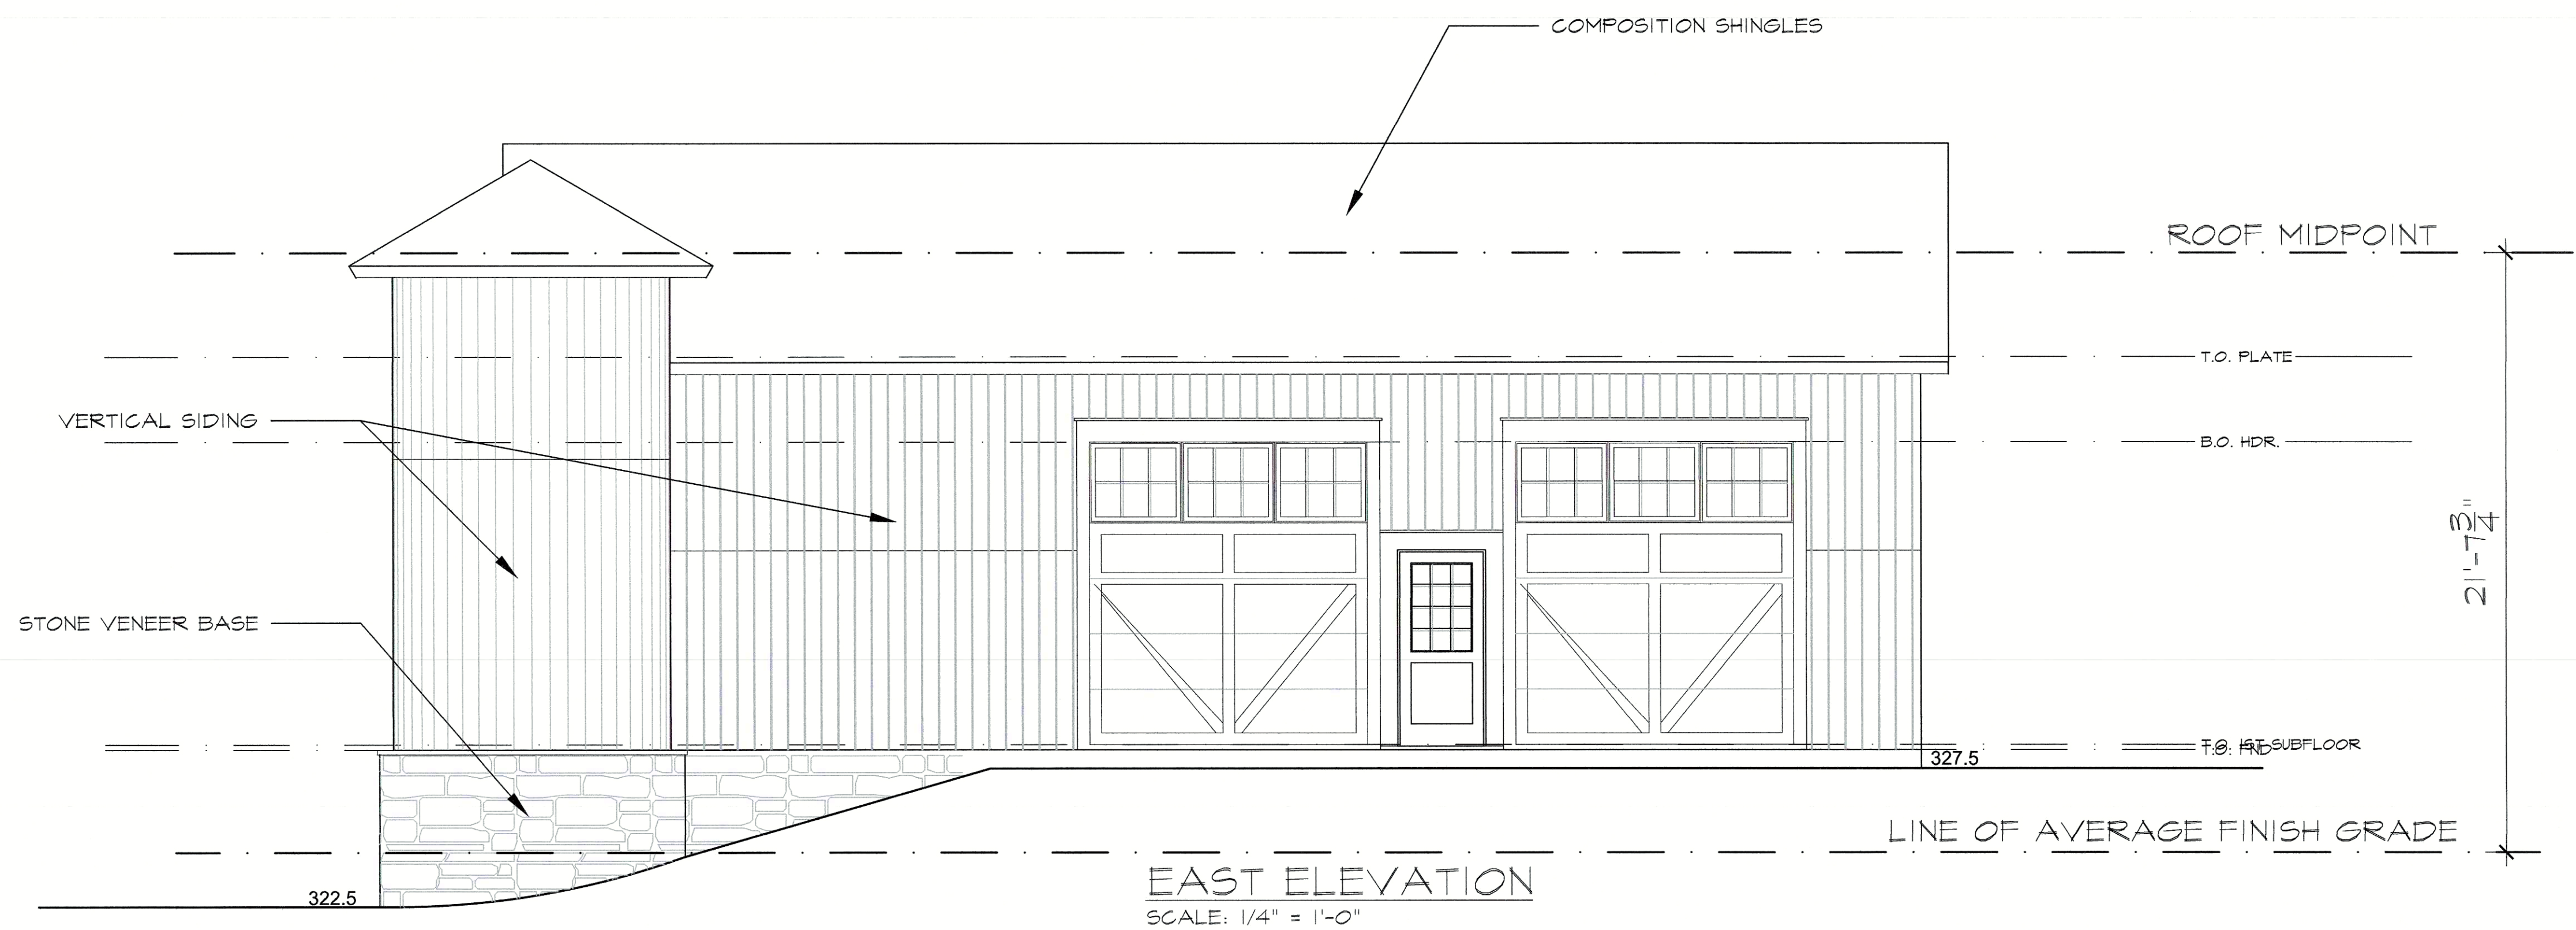 COMPOSITION SHINGLES
ROOF MIDPOINT
T.O. PLATE
VERTICAL SIDING
B.O. HDR.
21'-7 3/4"
STONE VENEER BASE
T.O. 1ST SUBFLOOR
T.O. FND
327.5
LINE OF AVERAGE FINISH GRADE
EAST ELEVATION
322.5
SCALE: 1/4" = 1'-0"